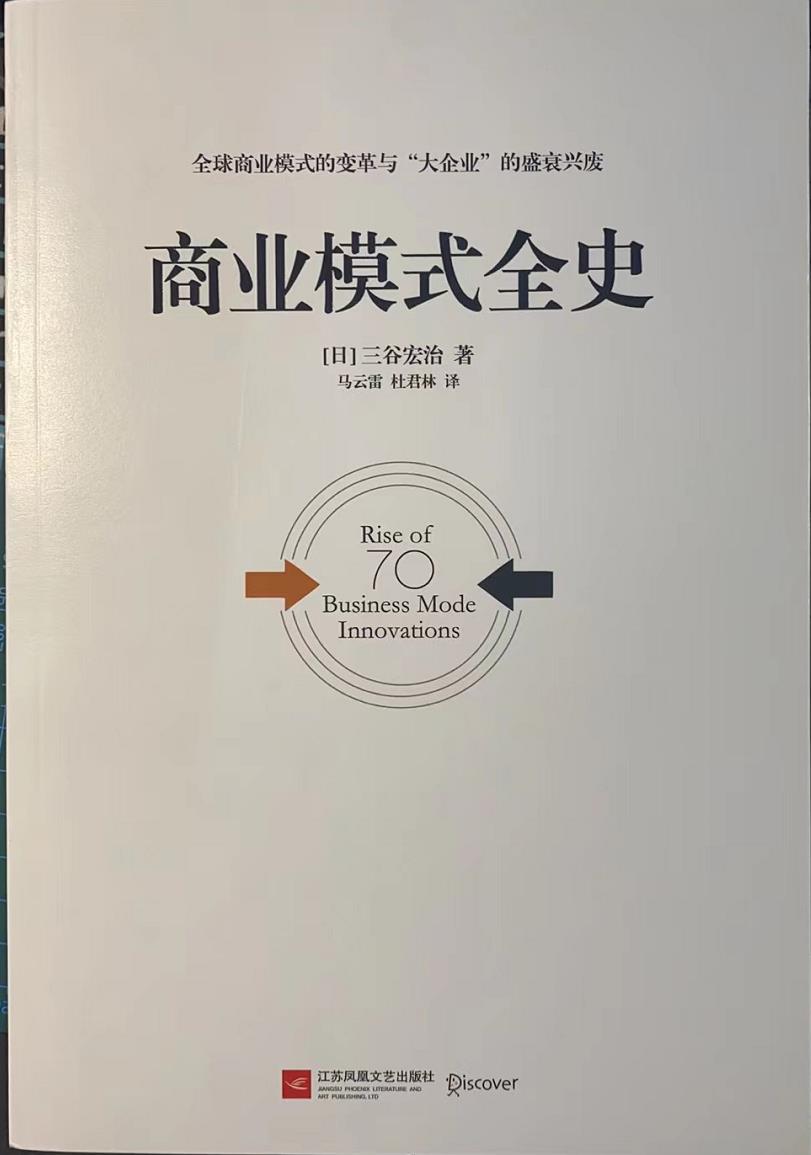 全球商业模式的变革与“大企业”的盛衰兴废
商业模式全史
[日] 三谷宏治 著
马云雷 杜君林 译
Rise of
70
Business Mode
Innovations
江苏凤凰文艺出版社
JIANGSU PHOENIX LITERATURE AND
ART PUBLISHING, LTD
Discover